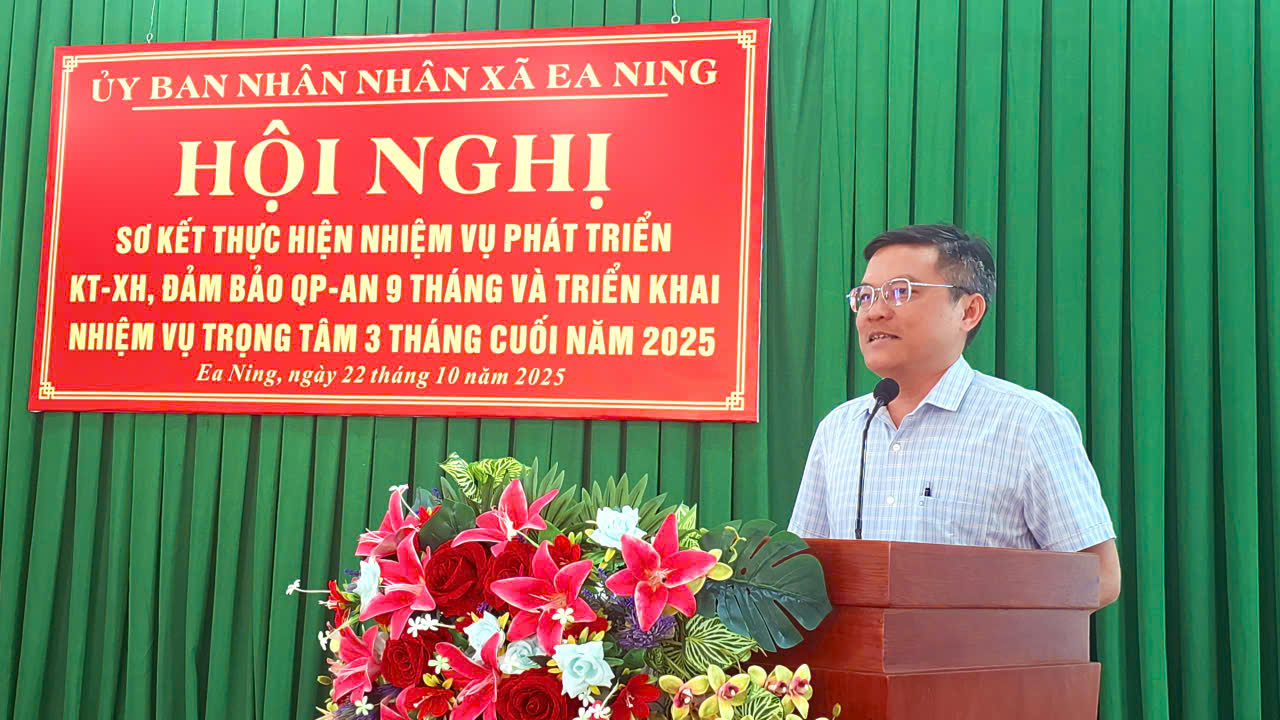 ỦY BAN NHÂN NHÂN XÃ EA NING
HỘI NGHỊ
SƠ KẾT THỰC HIỆN NHIỆM VỤ PHÁT TRIỂN
KT-XH, ĐẢM BẢO QP-AN 9 THÁNG VÀ TRIỂN KHAI
NHIỆM VỤ TRỌNG TÂM 3 THÁNG CUỐI NĂM 2025
Ea Ning, ngày 22 tháng 10 năm 2025